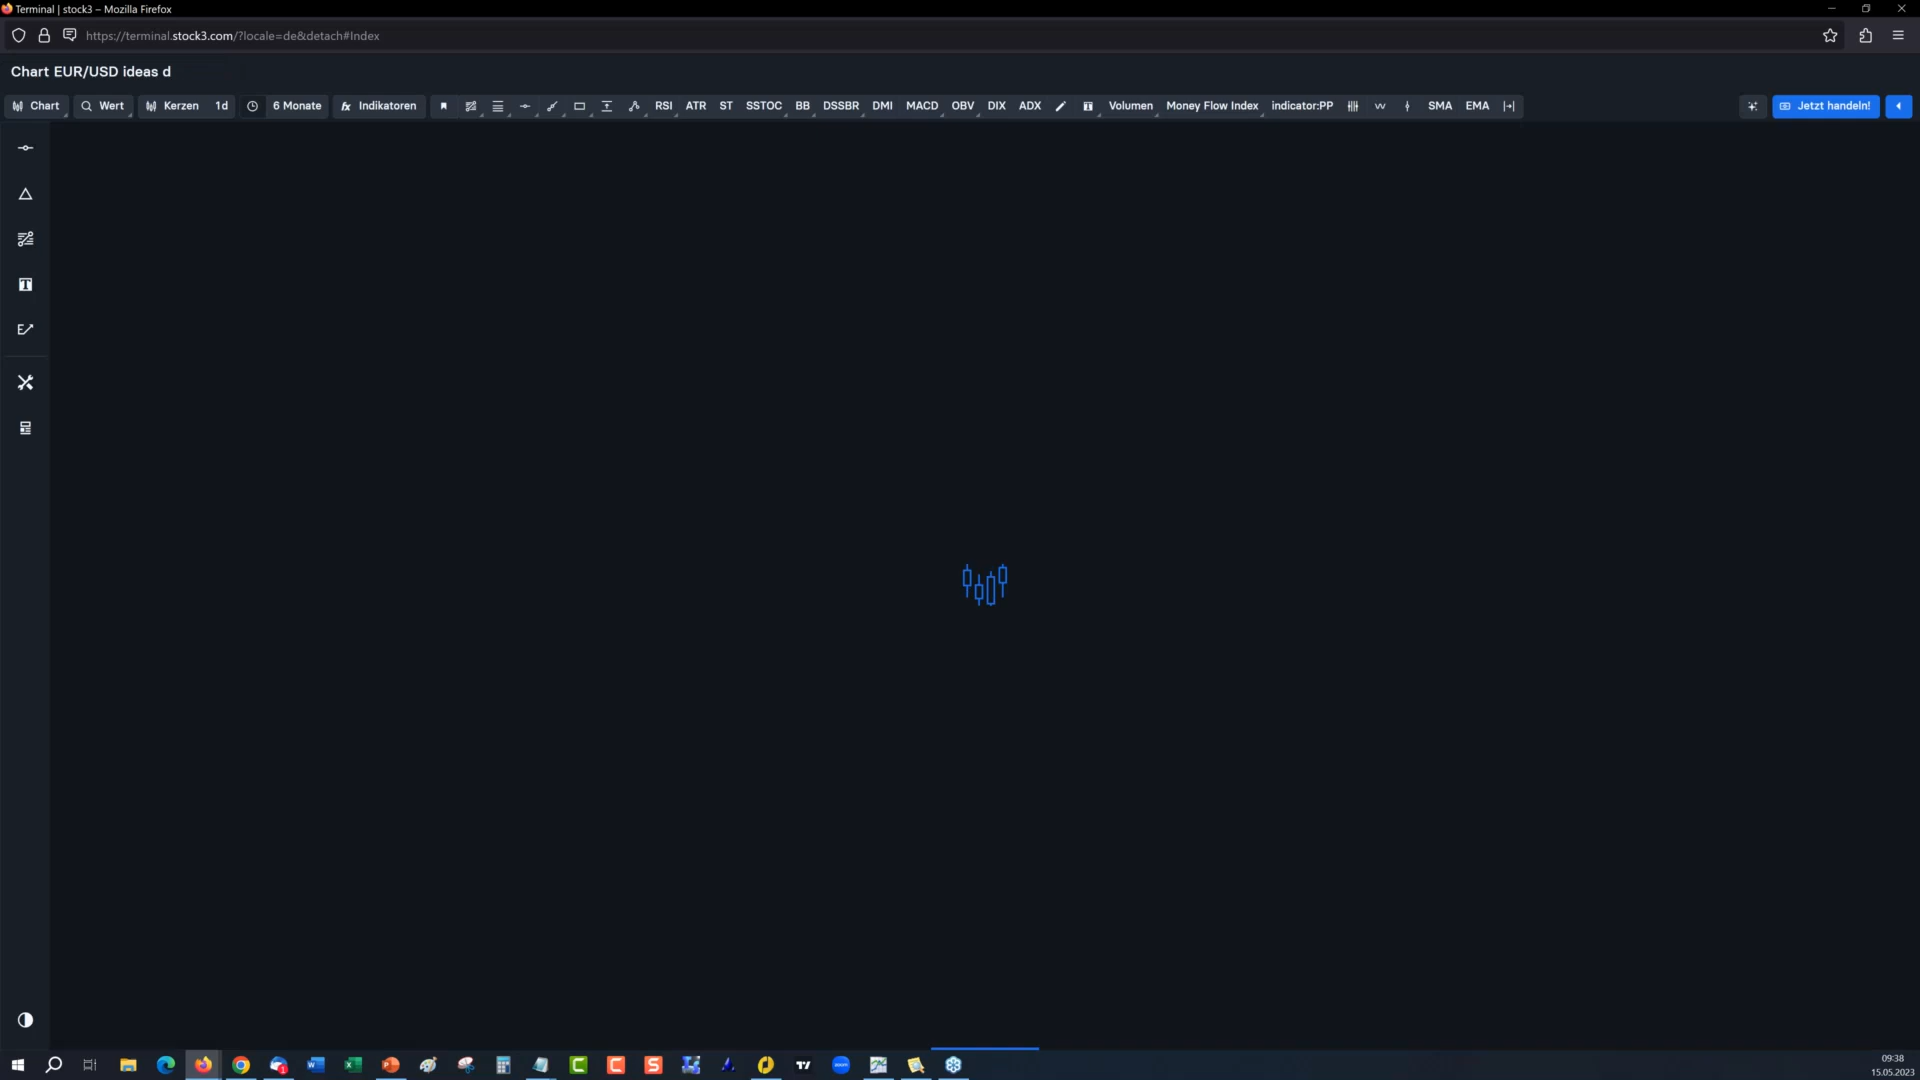 Terminal | stock3 – Mozilla Firefox
https://terminal.stock3.com/?locale=de&detach#Index
Chart EUR/USD ideas d
Chart Wert Kerzen 1d 6 Monate fx Indikatoren RSI ATR ST SSTOC BB DSSBR DMI MACD OBV DIX ADX Volumen Money Flow Index indicator:PP SMA EMA Jetzt handeln!
09:38
15.05.2023